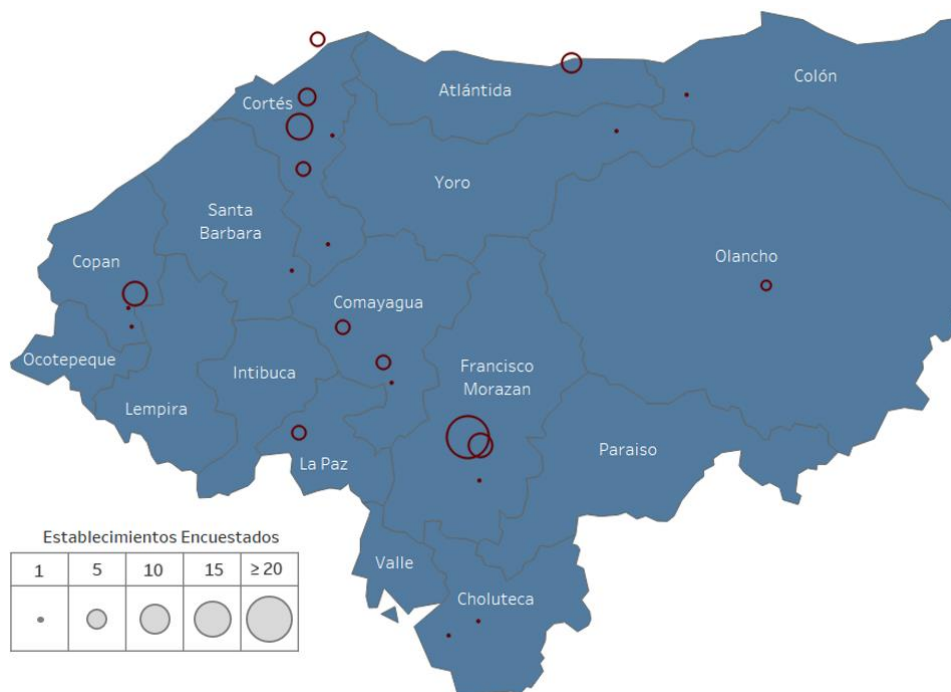 Colón
Atlántida
Cortés
Yoro
Santa
Barbara
Olancho
Copan
Comayagua
Ocotepeque
Intibuca
Francisco
Morazan
Lempira
Paraiso
La Paz
Establecimientos Encuestados
1 5 10 15 ≥ 20
Valle
Choluteca